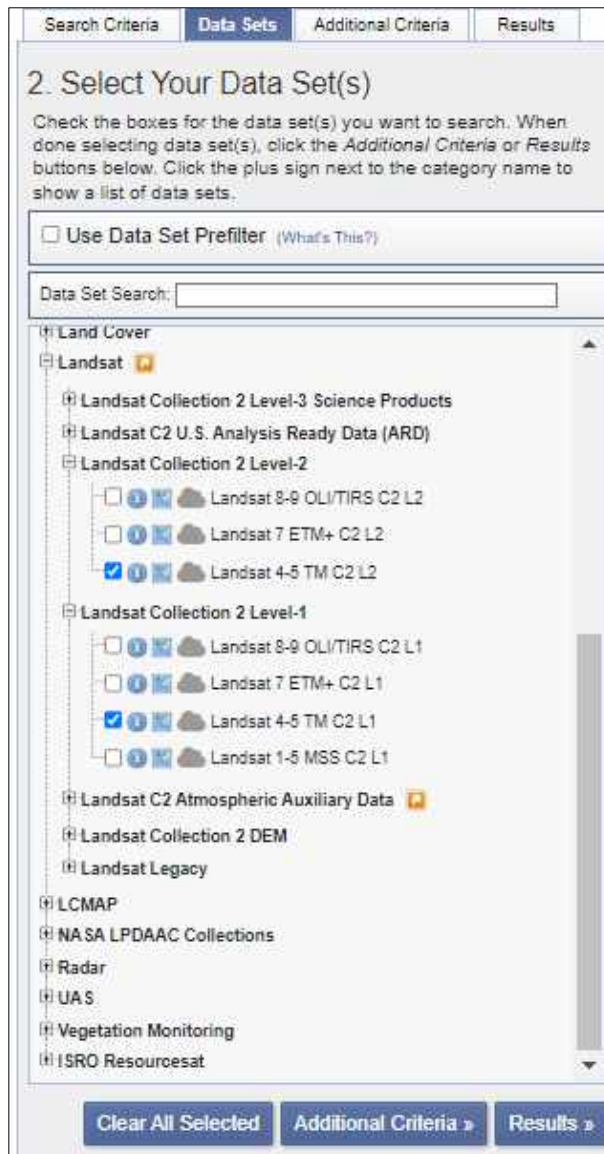 Search Criteria Data Sets Additional Criteria Results
2. Select Your Data Set(s)
Check the boxes for the data set(s) you want to search. When
done selecting data set(s), click the Additional Criteria or Results
buttons below. Click the plus sign next to the category name to
show a list of data sets.
Use Data Set Prefilter (What's This?)
Data Set Search:
Land Cover
Landsat
Landsat Collection 2 Level-3 Science Products
Landsat C2 U.S. Analysis Ready Data (ARD)
Landsat Collection 2 Level-2
Landsat 8-9 OLI/TIRS C2 L2
Landsat 7 ETM+ C2 L2
Landsat 4-5 TM C2 L2
Landsat Collection 2 Level-1
Landsat 8-9 OLI/TIRS C2 L1
Landsat 7 ETM+ C2 L1
Landsat 4-5 TM C2 L1
Landsat 1-5 MSS C2 L1
Landsat C2 Atmospheric Auxiliary Data
Landsat Collection 2 DEM
Landsat Legacy
LCMAP
NASA LPDAAC Collections
Radar
UAS
Vegetation Monitoring
ISRO Resourcesat
Clear All Selected Additional Criteria » Results »